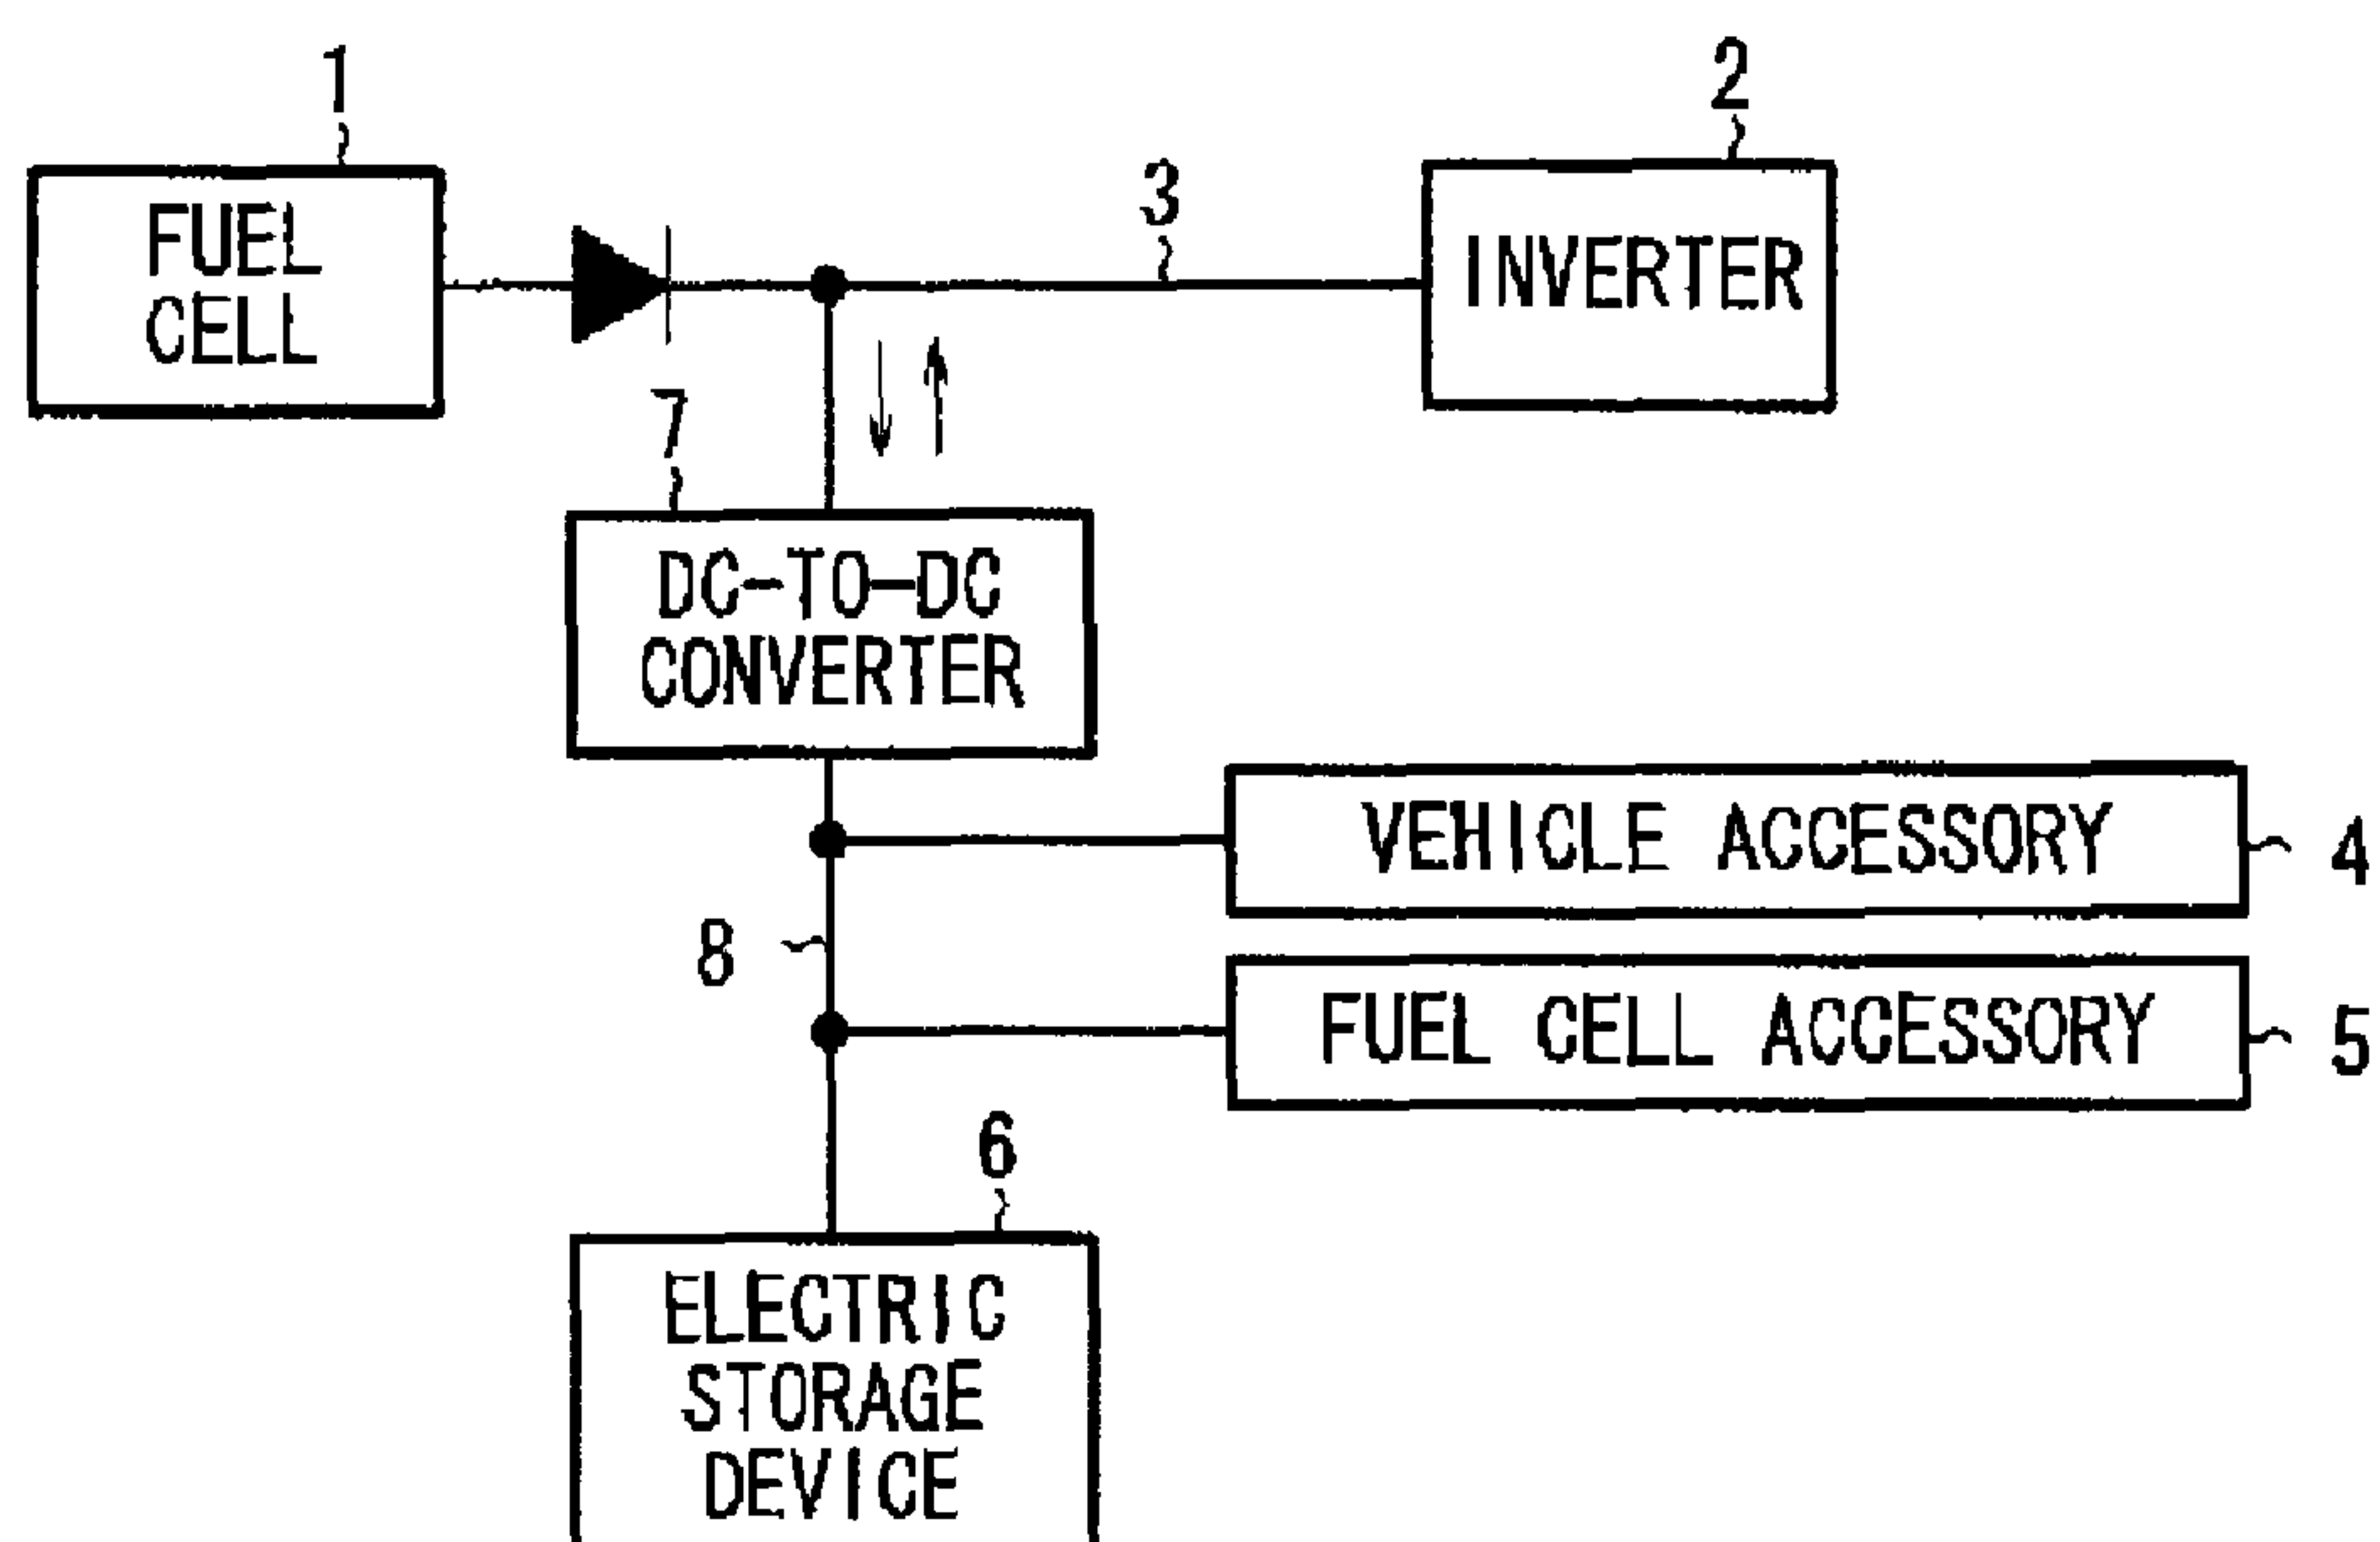 1
2
3
FUEL
CELL
INVERTER
7
DC-TO-DC
CONVERTER
VEHICLE ACCESSORY
4
8
FUEL CELL ACCESSORY
5
6
ELECTRIC
STORAGE
DEVICE